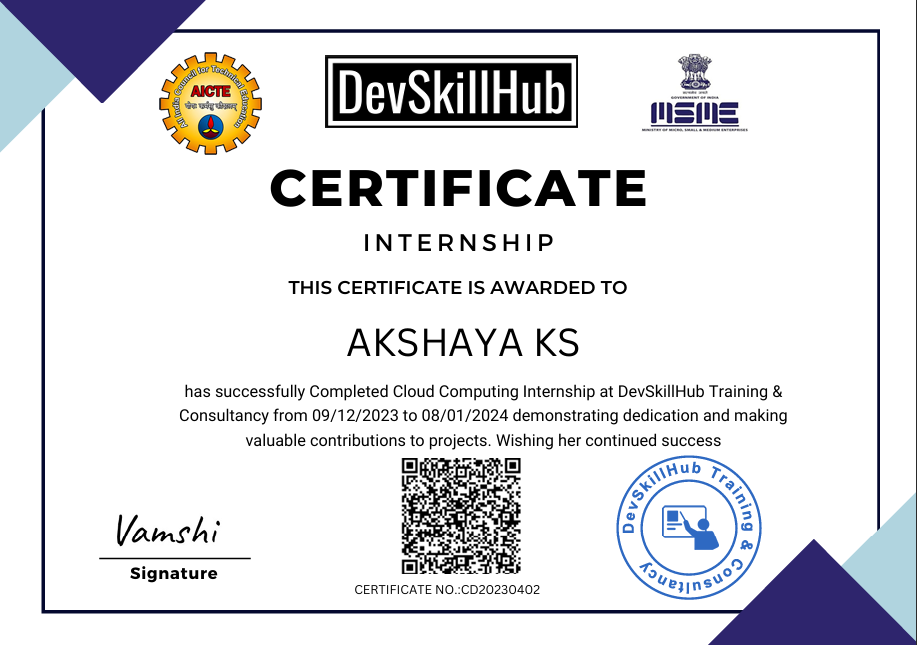 All India Council for Technical Education
AICTE
DevSkillHub
GOVERNMENT OF INDIA
MSME
MINISTRY OF MICRO, SMALL & MEDIUM ENTERPRISES
CERTIFICATE
INTERNSHIP
THIS CERTIFICATE IS AWARDED TO
AKSHAYA KS
has successfully Completed Cloud Computing Internship at DevSkillHub Training &
Consultancy from 09/12/2023 to 08/01/2024 demonstrating dedication and making
valuable contributions to projects. Wishing her continued success
Vamshi
Signature
CERTIFICATE NO.:CD20230402
DevSkillHub Training & Consultancy